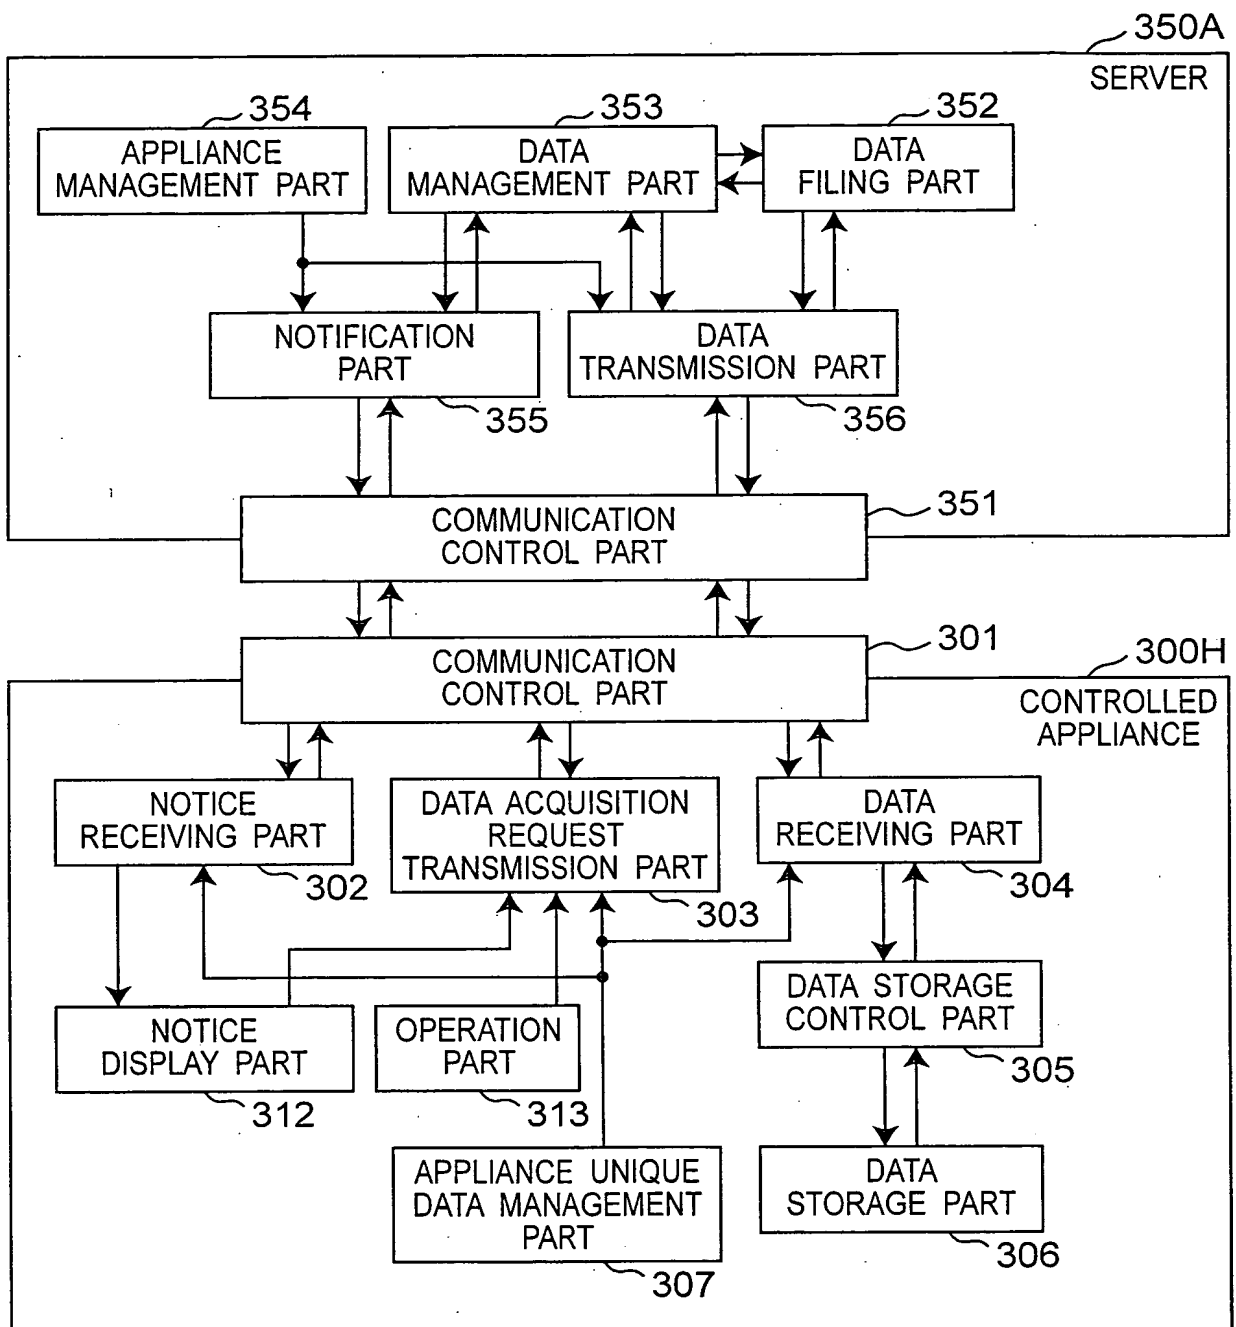 350A
SERVER
354
353
352
APPLIANCE
MANAGEMENT PART
DATA
MANAGEMENT PART
DATA
FILING PART
NOTIFICATION
PART
DATA
TRANSMISSION PART
355
356
COMMUNICATION
CONTROL PART
351
COMMUNICATION
CONTROL PART
301
300H
CONTROLLED
APPLIANCE
NOTICE
RECEIVING PART
DATA ACQUISITION
REQUEST
TRANSMISSION PART
DATA
RECEIVING PART
302
303
304
NOTICE
DISPLAY PART
OPERATION
PART
DATA STORAGE
CONTROL PART
312
313
305
APPLIANCE UNIQUE
DATA MANAGEMENT
PART
DATA
STORAGE PART
307
306